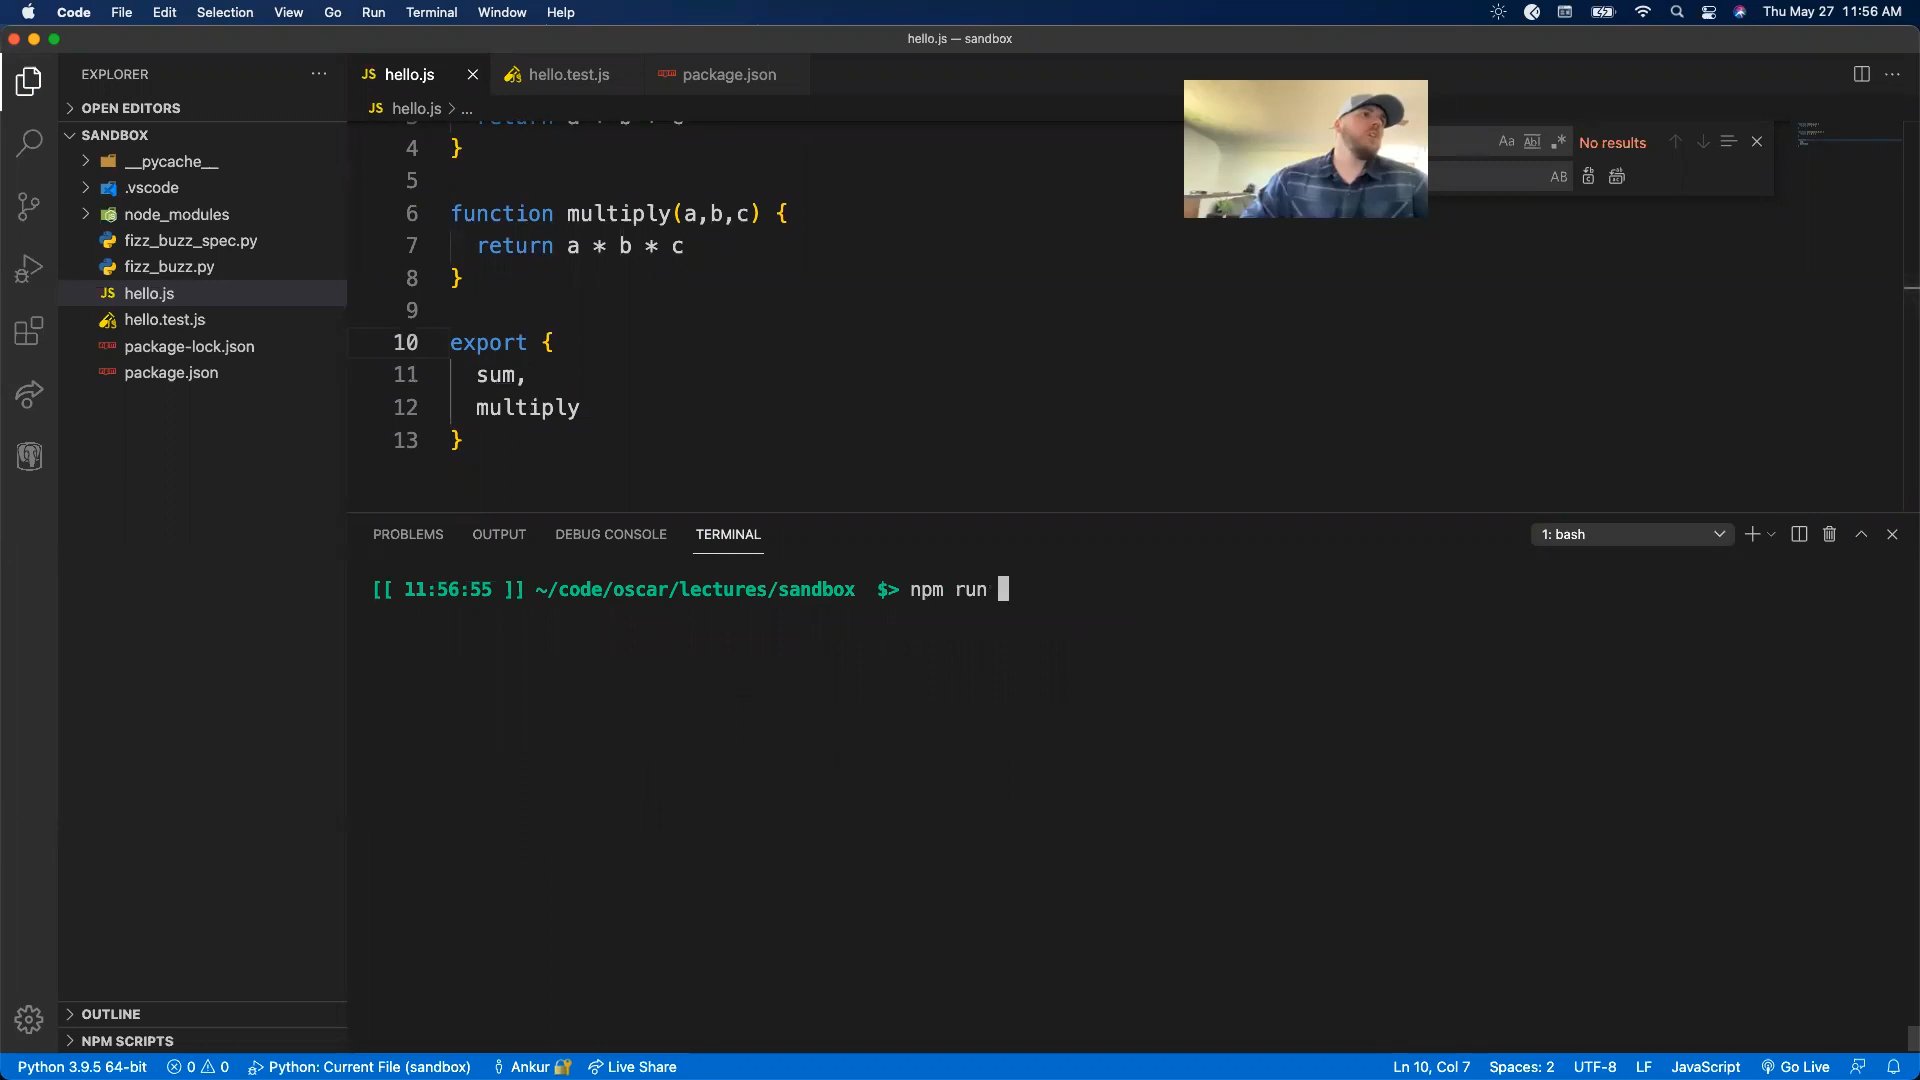 Code File Edit Selection View Go Run Terminal Window Help Thu May 27 11:56 AM
hello.js — sandbox
EXPLORER
JS hello.js
hello.test.js
package.json
OPEN EDITORS
JS hello.js > ...
SANDBOX
__pycache__
.vscode
node_modules
fizz_buzz_spec.py
fizz_buzz.py
JS hello.js
hello.test.js
package-lock.json
package.json
Aa Abl .* No results
AB
4 }
5
6 function multiply(a,b,c) {
7 return a * b * c
8 }
9
10 export {
11 sum,
12 multiply
13 }
PROBLEMS OUTPUT DEBUG CONSOLE TERMINAL
1: bash
[[ 11:56:55 ]] ~/code/oscar/lectures/sandbox $> npm run
OUTLINE
NPM SCRIPTS
Python 3.9.5 64-bit 0 0 Python: Current File (sandbox) Ankur Live Share Ln 10, Col 7 Spaces: 2 UTF-8 LF JavaScript Go Live